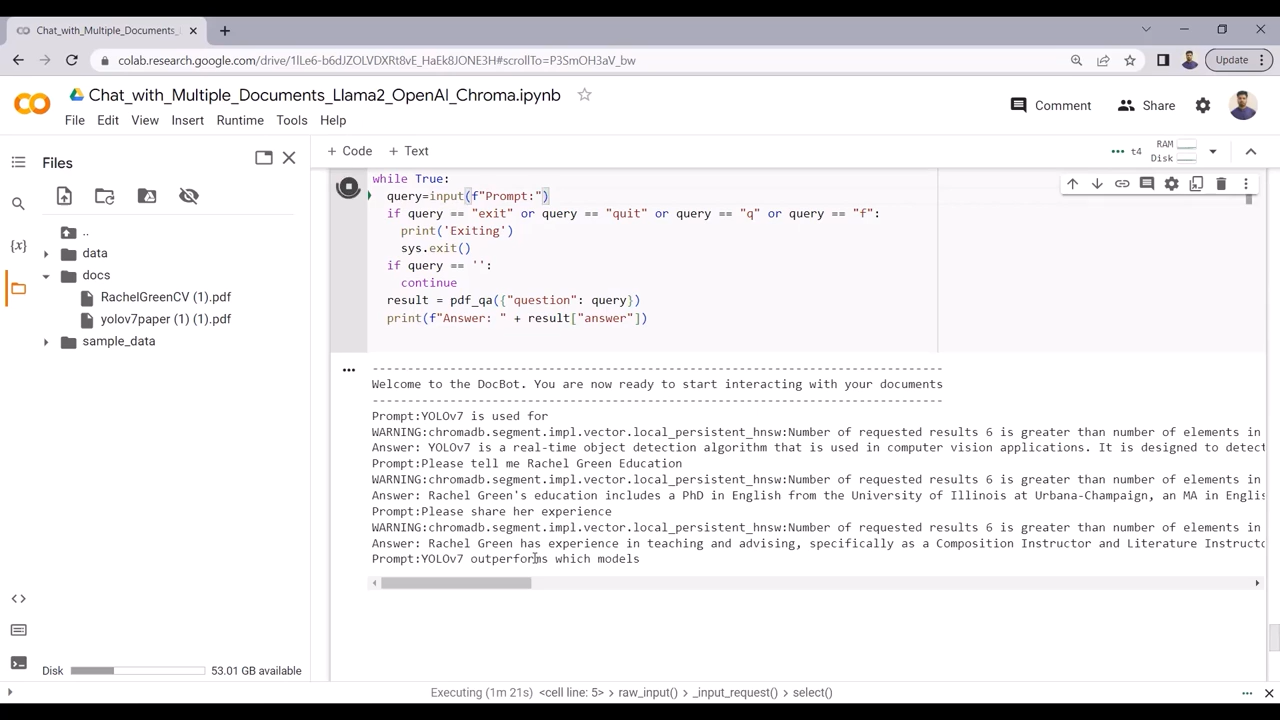 Chat_with_Multiple_Documents_
colab.research.google.com/drive/1lLe6-b6dJZOLVDXRt8vE_HaEk8JONE3H#scrollTo=P3SmOH3aV_bw
Update
Chat_with_Multiple_Documents_Llama2_OpenAI_Chroma.ipynb
File Edit View Insert Runtime Tools Help
Comment
Share
Files
+ Code + Text
RAM
Disk
t4
..
data
docs
RachelGreenCV (1).pdf
yolov7paper (1) (1).pdf
sample_data
Disk
53.01 GB available
while True:
query=input(f"Prompt:")
if query == "exit" or query == "quit" or query == "q" or query == "f":
print('Exiting')
sys.exit()
if query == '':
continue
result = pdf_qa({"question": query})
print(f"Answer: " + result["answer"])
---------------------------------------------------------------------------------
Welcome to the DocBot. You are now ready to start interacting with your documents
---------------------------------------------------------------------------------
Prompt:YOLOv7 is used for
WARNING:chromadb.segment.impl.vector.local_persistent_hnsw:Number of requested results 6 is greater than number of elements in
Answer: YOLOv7 is a real-time object detection algorithm that is used in computer vision applications. It is designed to detect
Prompt:Please tell me Rachel Green Education
WARNING:chromadb.segment.impl.vector.local_persistent_hnsw:Number of requested results 6 is greater than number of elements in
Answer: Rachel Green's education includes a PhD in English from the University of Illinois at Urbana-Champaign, an MA in Englis
Prompt:Please share her experience
WARNING:chromadb.segment.impl.vector.local_persistent_hnsw:Number of requested results 6 is greater than number of elements in
Answer: Rachel Green has experience in teaching and advising, specifically as a Composition Instructor and Literature Instructo
Prompt:YOLOv7 outperforms which models
Executing (1m 21s) <cell line: 5> raw_input() _input_request() select()